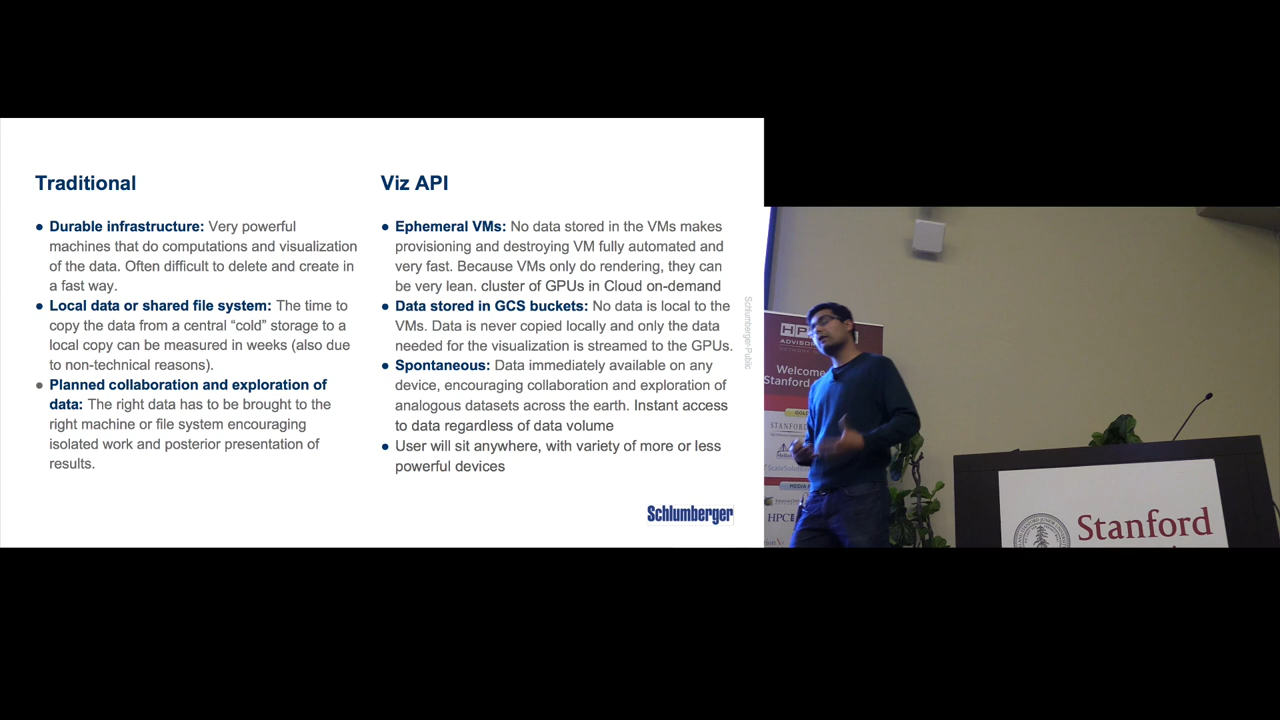 Traditional
● Durable infrastructure: Very powerful
machines that do computations and visualization
of the data. Often difficult to delete and create in
a fast way.
● Local data or shared file system: The time to
copy the data from a central “cold” storage to a
local copy can be measured in weeks (also due
to non-technical reasons).
● Planned collaboration and exploration of
data: The right data has to be brought to the
right machine or file system encouraging
isolated work and posterior presentation of
results.
Viz API
● Ephemeral VMs: No data stored in the VMs makes
provisioning and destroying VM fully automated and
very fast. Because VMs only do rendering, they can
be very lean. cluster of GPUs in Cloud on-demand
● Data stored in GCS buckets: No data is local to the
VMs. Data is never copied locally and only the data
needed for the visualization is streamed to the GPUs.
● Spontaneous: Data immediately available on any
device, encouraging collaboration and exploration of
analogous datasets across the earth. Instant access
to data regardless of data volume
● User will sit anywhere, with variety of more or less
powerful devices
Schlumberger-Public
Schlumberger
Welcome
Stanford
HPC
Stanford